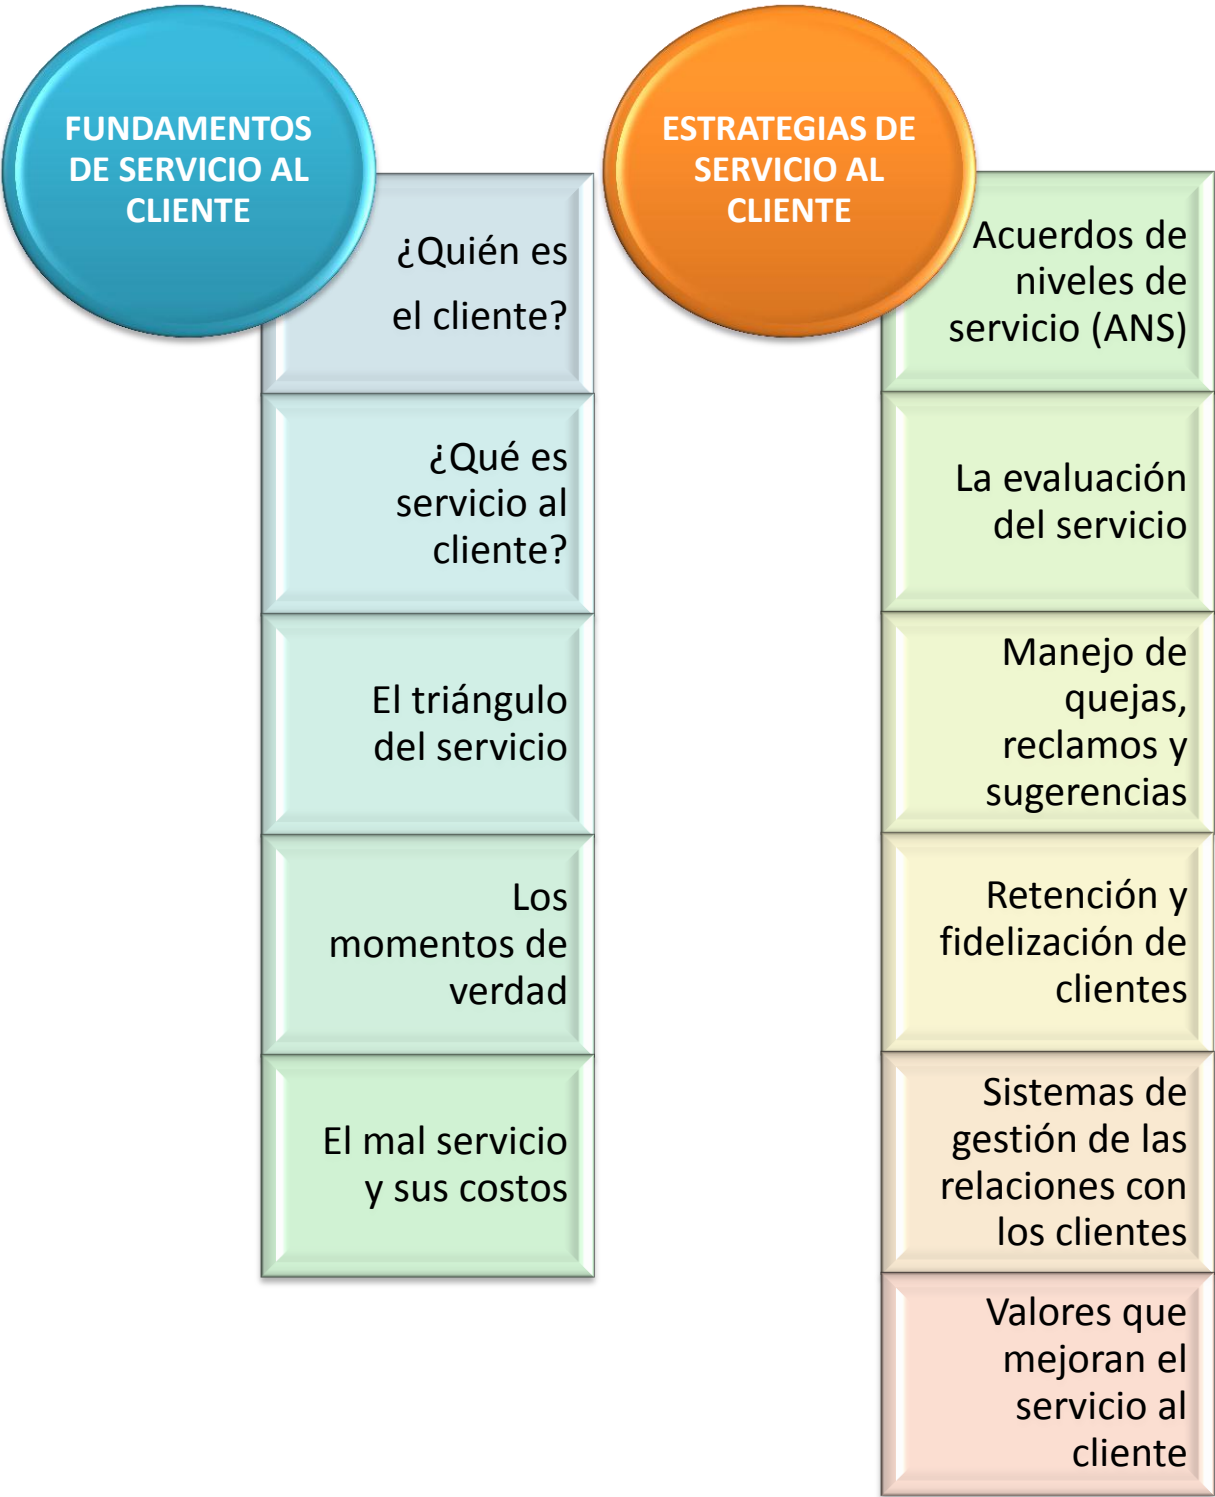 FUNDAMENTOS
DE SERVICIO AL
CLIENTE
¿Quién es
el cliente?
¿Qué es
servicio al
cliente?
El triángulo
del servicio
Los
momentos de
verdad
El mal servicio
y sus costos
ESTRATEGIAS DE
SERVICIO AL
CLIENTE
Acuerdos de
niveles de
servicio (ANS)
La evaluación
del servicio
Manejo de
quejas,
reclamos y
sugerencias
Retención y
fidelización de
clientes
Sistemas de
gestión de las
relaciones con
los clientes
Valores que
mejoran el
servicio al
cliente